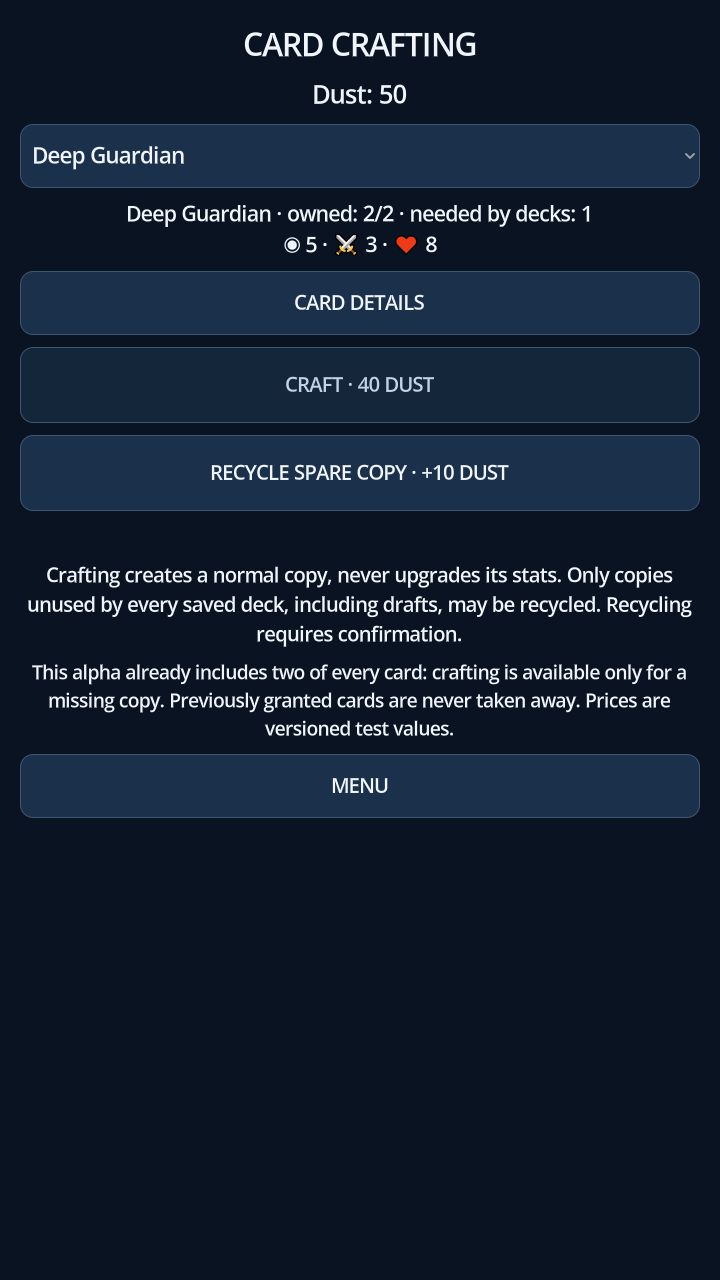 CARD CRAFTING
Dust: 50
Deep Guardian
Deep Guardian · owned: 2/2 · needed by decks: 1
◉ 5 · ⚔️ 3 · ❤️ 8
CARD DETAILS
CRAFT · 40 DUST
RECYCLE SPARE COPY · +10 DUST
Crafting creates a normal copy, never upgrades its stats. Only copies
unused by every saved deck, including drafts, may be recycled. Recycling
requires confirmation.
This alpha already includes two of every card: crafting is available only for a
missing copy. Previously granted cards are never taken away. Prices are
versioned test values.
MENU